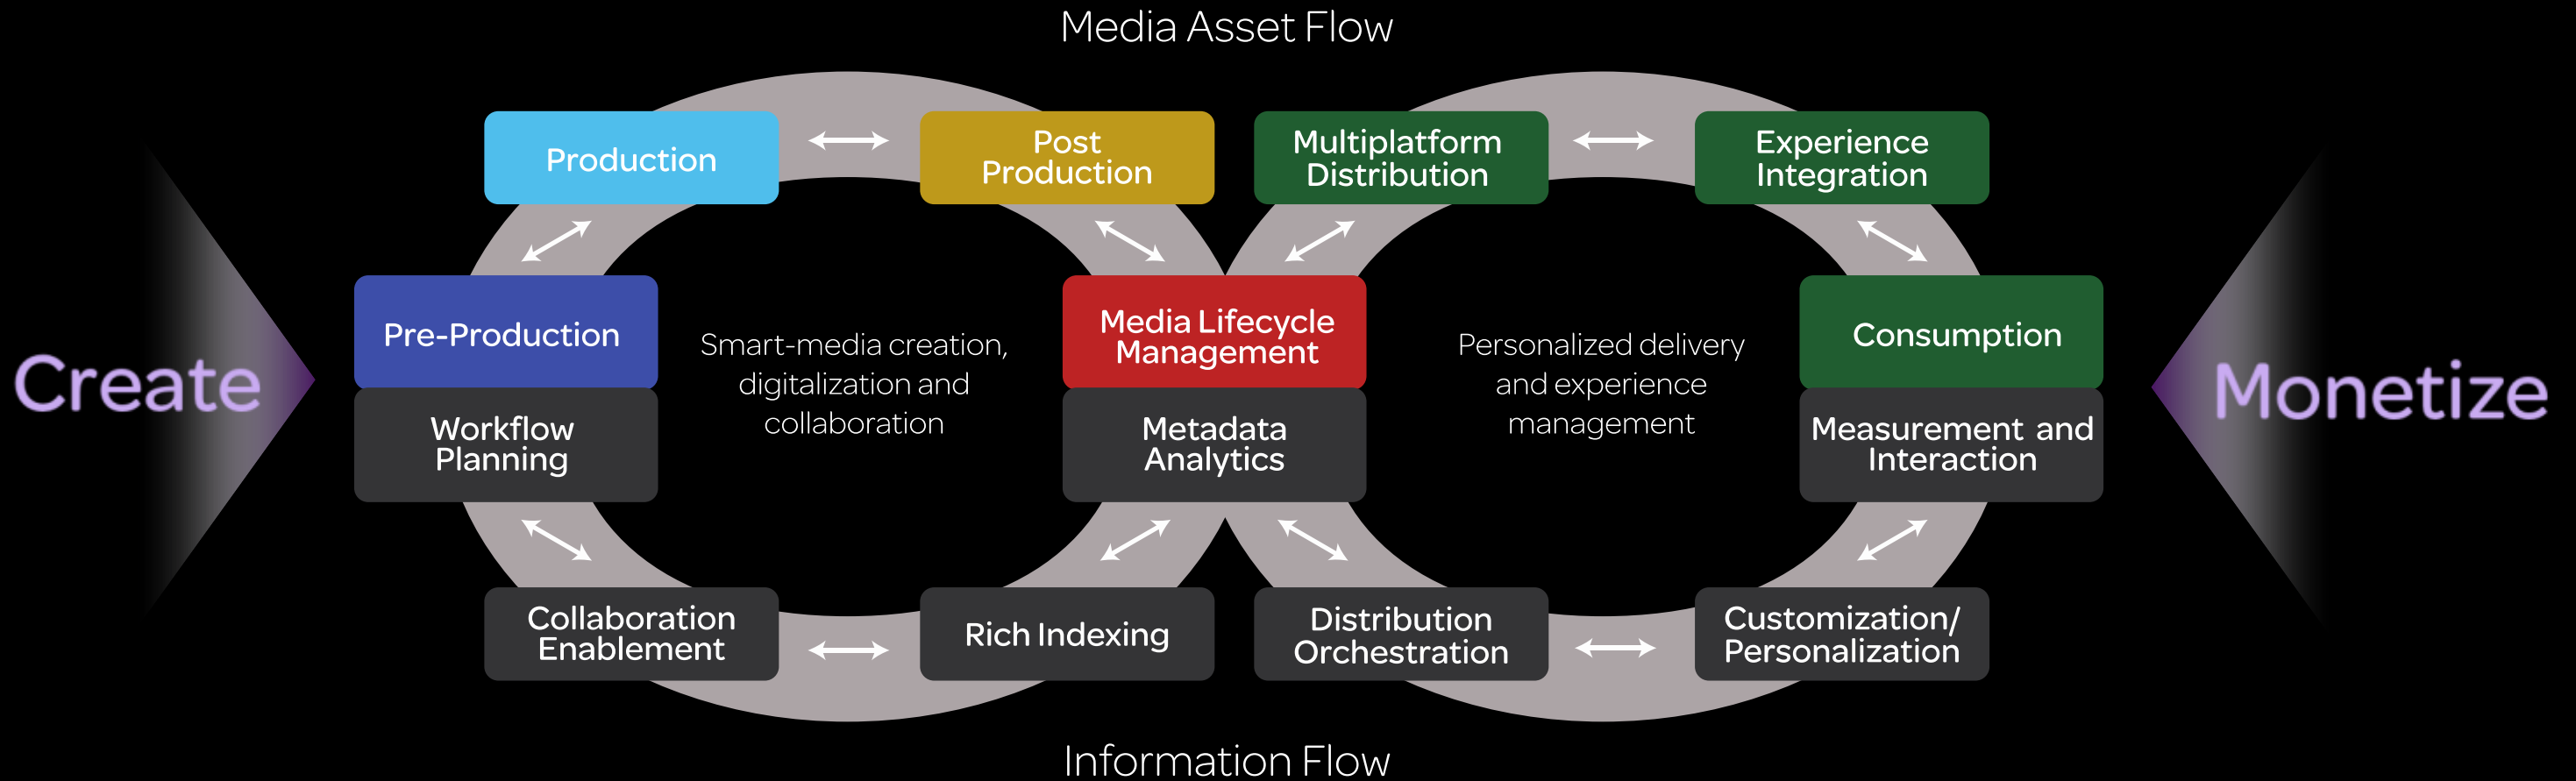 Media Asset Flow
Production
Post
Production
Multiplatform
Distribution
Experience
Integration
Create
Pre-Production
Workflow
Planning
Smart-media creation,
digitalization and
collaboration
Media Lifecycle
Management
Metadata
Analytics
Personalized delivery
and experience
management
Consumption
Measurement and
Interaction
Monetize
Collaboration
Enablement
Rich Indexing
Distribution
Orchestration
Customization/
Personalization
Information Flow